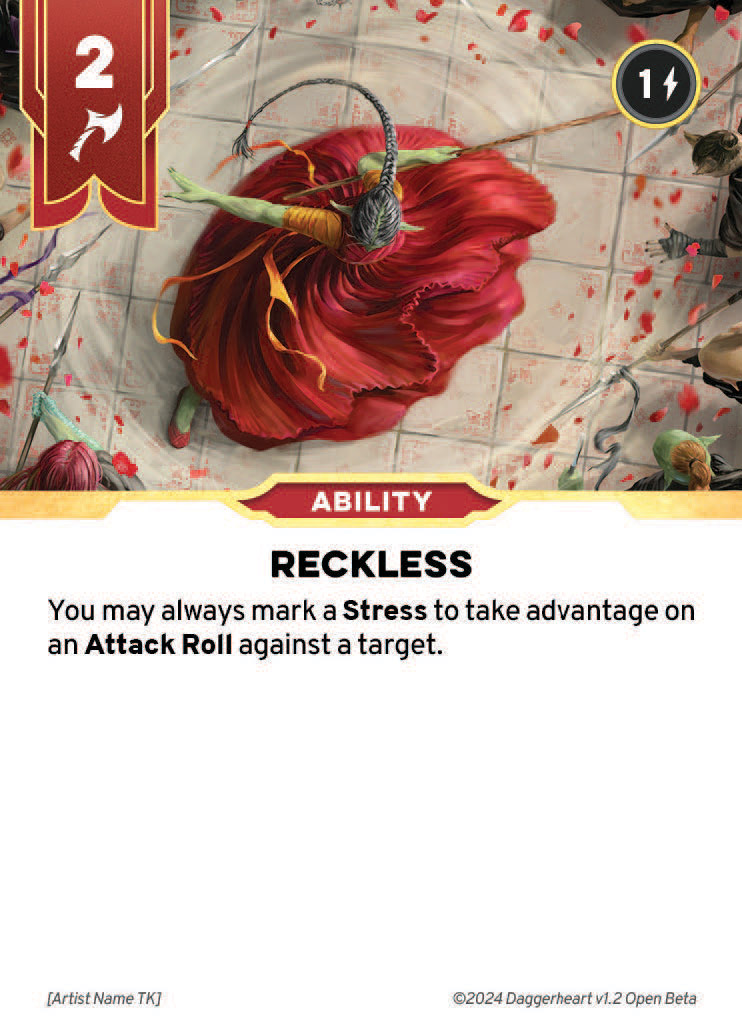 2
1
ABILITY
RECKLESS
You may always mark a Stress to take advantage on
an Attack Roll against a target.
[Artist Name TK]
©2024 Daggerheart v1.2 Open Beta